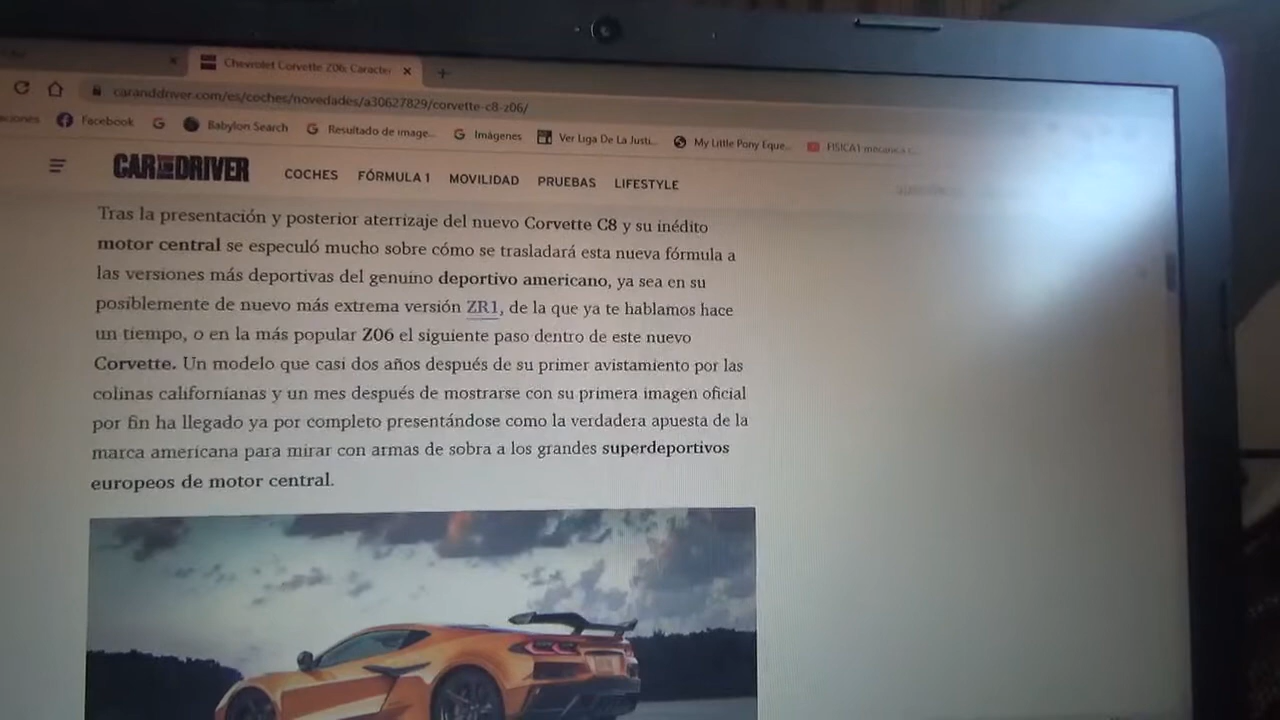 Chevrolet Corvette Z06: Caracte
caranddriver.com/es/coches/novedades/a30627829/corvette-c8-z06/
Facebook
Babylon Search
Resultado de image...
Imágenes
Ver Liga De La Justi...
My Little Pony Eque...
FISICA1 mecanica c...
CAR AND DRIVER
COCHES FÓRMULA 1 MOVILIDAD PRUEBAS LIFESTYLE
Tras la presentación y posterior aterrizaje del nuevo Corvette C8 y su inédito
motor central se especuló mucho sobre cómo se trasladará esta nueva fórmula a
las versiones más deportivas del genuino deportivo americano, ya sea en su
posiblemente de nuevo más extrema versión ZR1, de la que ya te hablamos hace
un tiempo, o en la más popular Z06 el siguiente paso dentro de este nuevo
Corvette. Un modelo que casi dos años después de su primer avistamiento por las
colinas californianas y un mes después de mostrarse con su primera imagen oficial
por fin ha llegado ya por completo presentándose como la verdadera apuesta de la
marca americana para mirar con armas de sobra a los grandes superdeportivos
europeos de motor central.